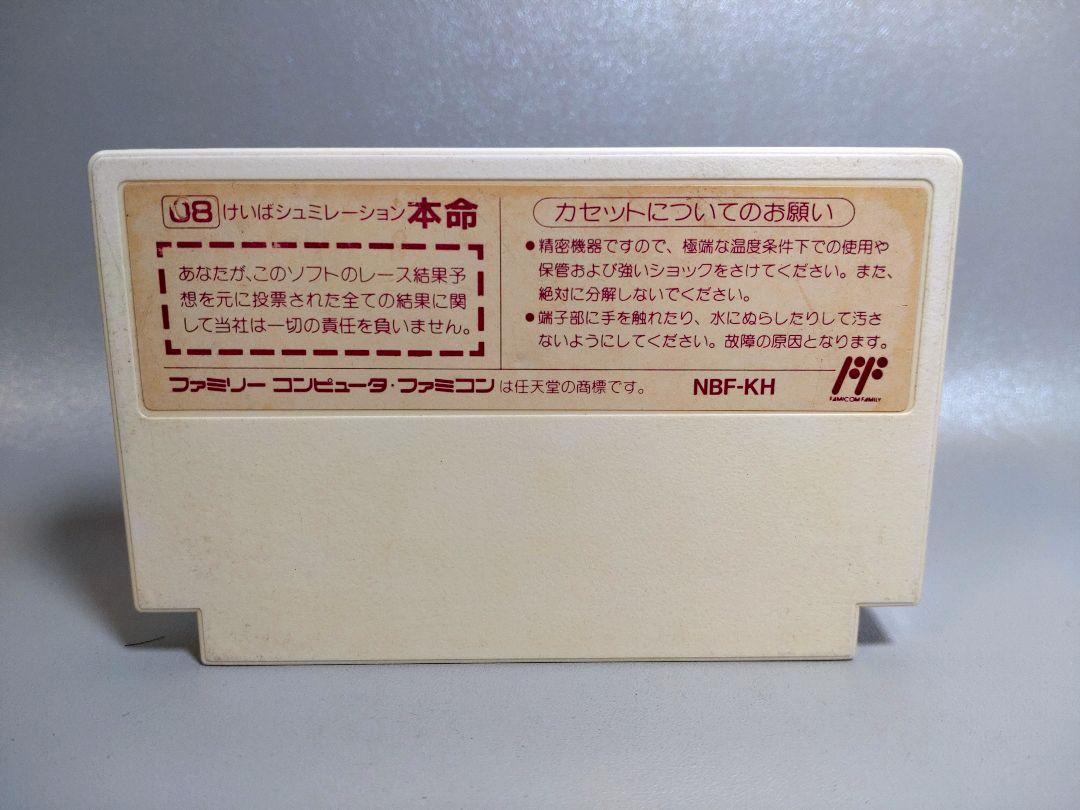 08 けいばシュミレーション 本命
あなたが、このソフトのレース結果予
想を元に投票された全ての結果に関
して当社は一切の責任を負いません。
カセットについてのお願い
●精密機器ですので、極端な温度条件下での使用や
保管および強いショックをさけてください。また、
絶対に分解しないでください。
●端子部に手を触れたり、水にぬらしたりして汚さ
ないようにしてください。故障の原因となります。
ファミリーコンピュータ・ファミコンは任天堂の商標です。 NBF-KH
FAMICOM FAMILY